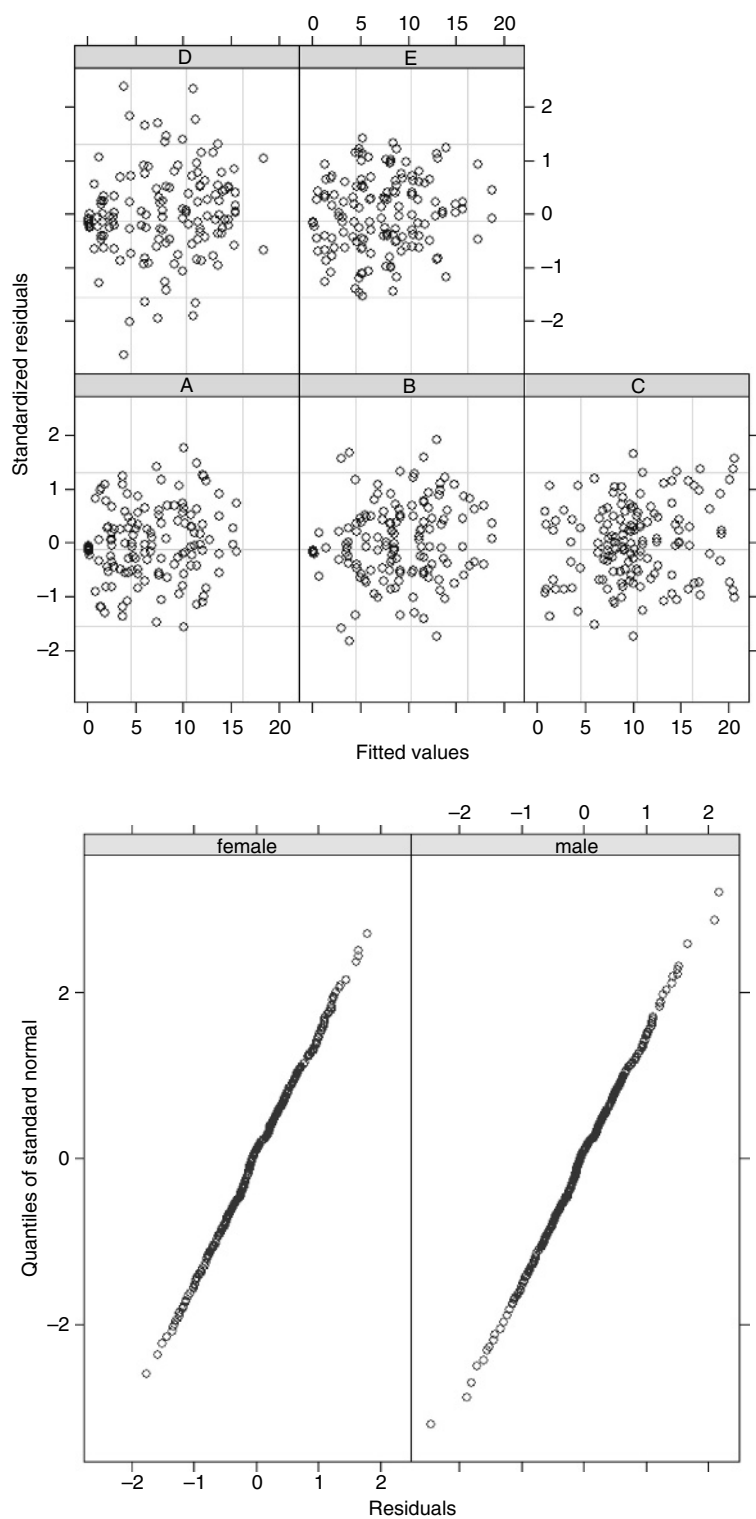 0 5 10 15 20
D E
2
1
0
−1
−2
Standardized residuals
A B C
2
1
0
−1
−2
0 5 10 15 20 0 5 10 15 20
Fitted values
−2 −1 0 1 2
female male
2
0
−2
Quantiles of standard normal
−2 −1 0 1 2
Residuals